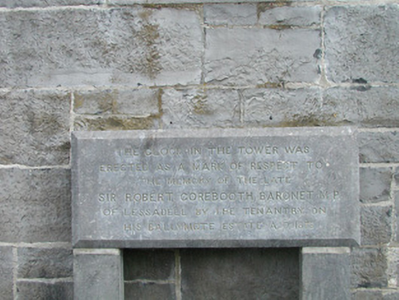 THE CLOCK IN THE TOWER WAS
ERECTED AS A MARK OF RESPECT TO
THE MEMORY OF THE LATE
SIR ROBERT GOREBOOTH BARONET M.P.
OF LISSADELL BY THE TENANTRY ON
HIS BALLYMOTE ESTATE